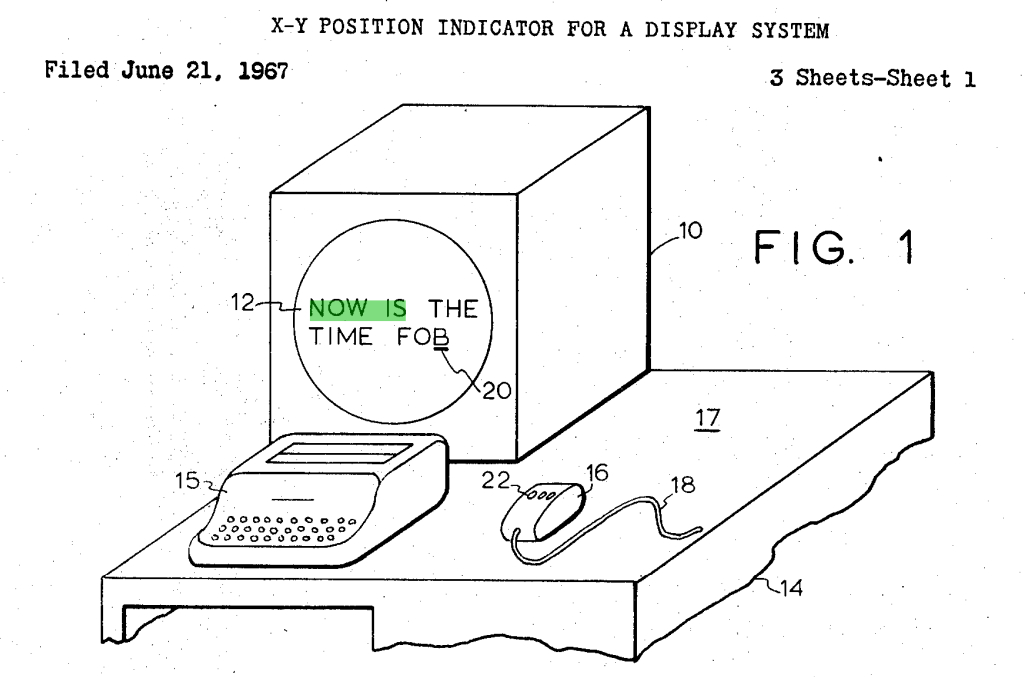 X-Y POSITION INDICATOR FOR A DISPLAY SYSTEM
Filed June 21, 1967
3 Sheets-Sheet 1
10
FIG. 1
12
NOW IS THE
TIME FOB
20
17
15
22
16
18
14